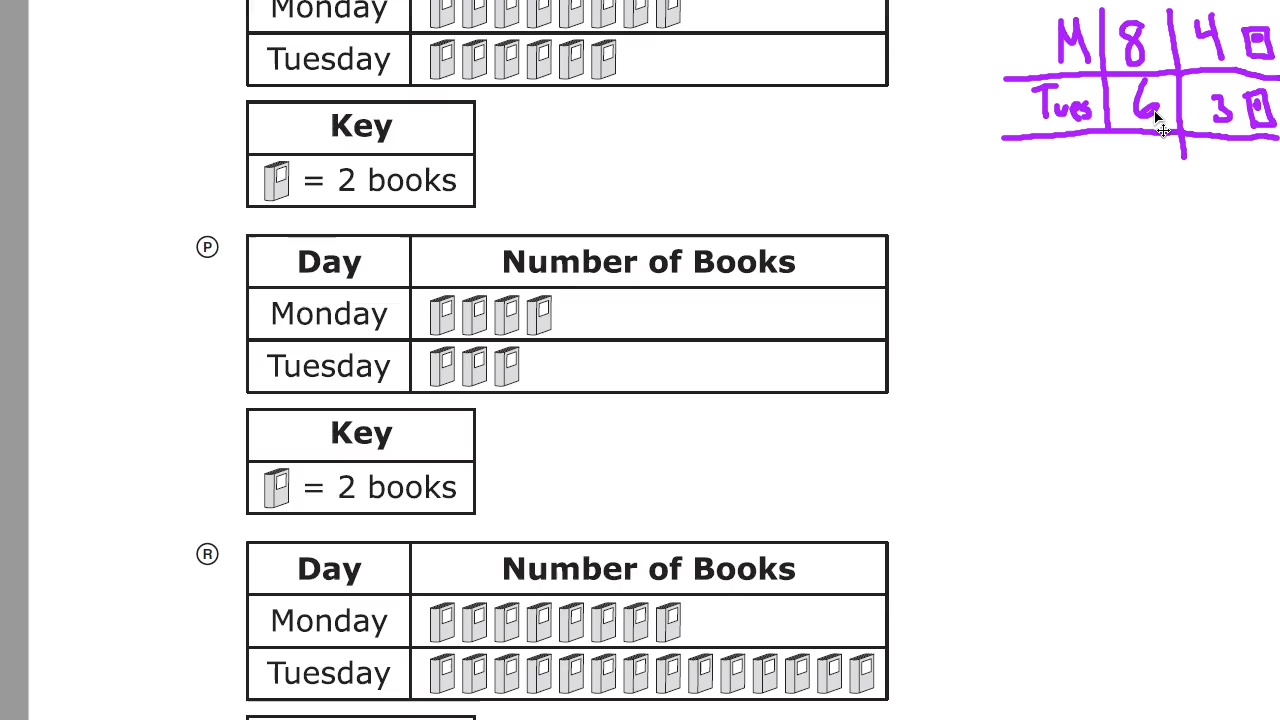 Monday
Tuesday
Key
= 2 books
M 8 4
Tues 6 3
P
Day Number of Books
Monday
Tuesday
Key
= 2 books
R
Day Number of Books
Monday
Tuesday